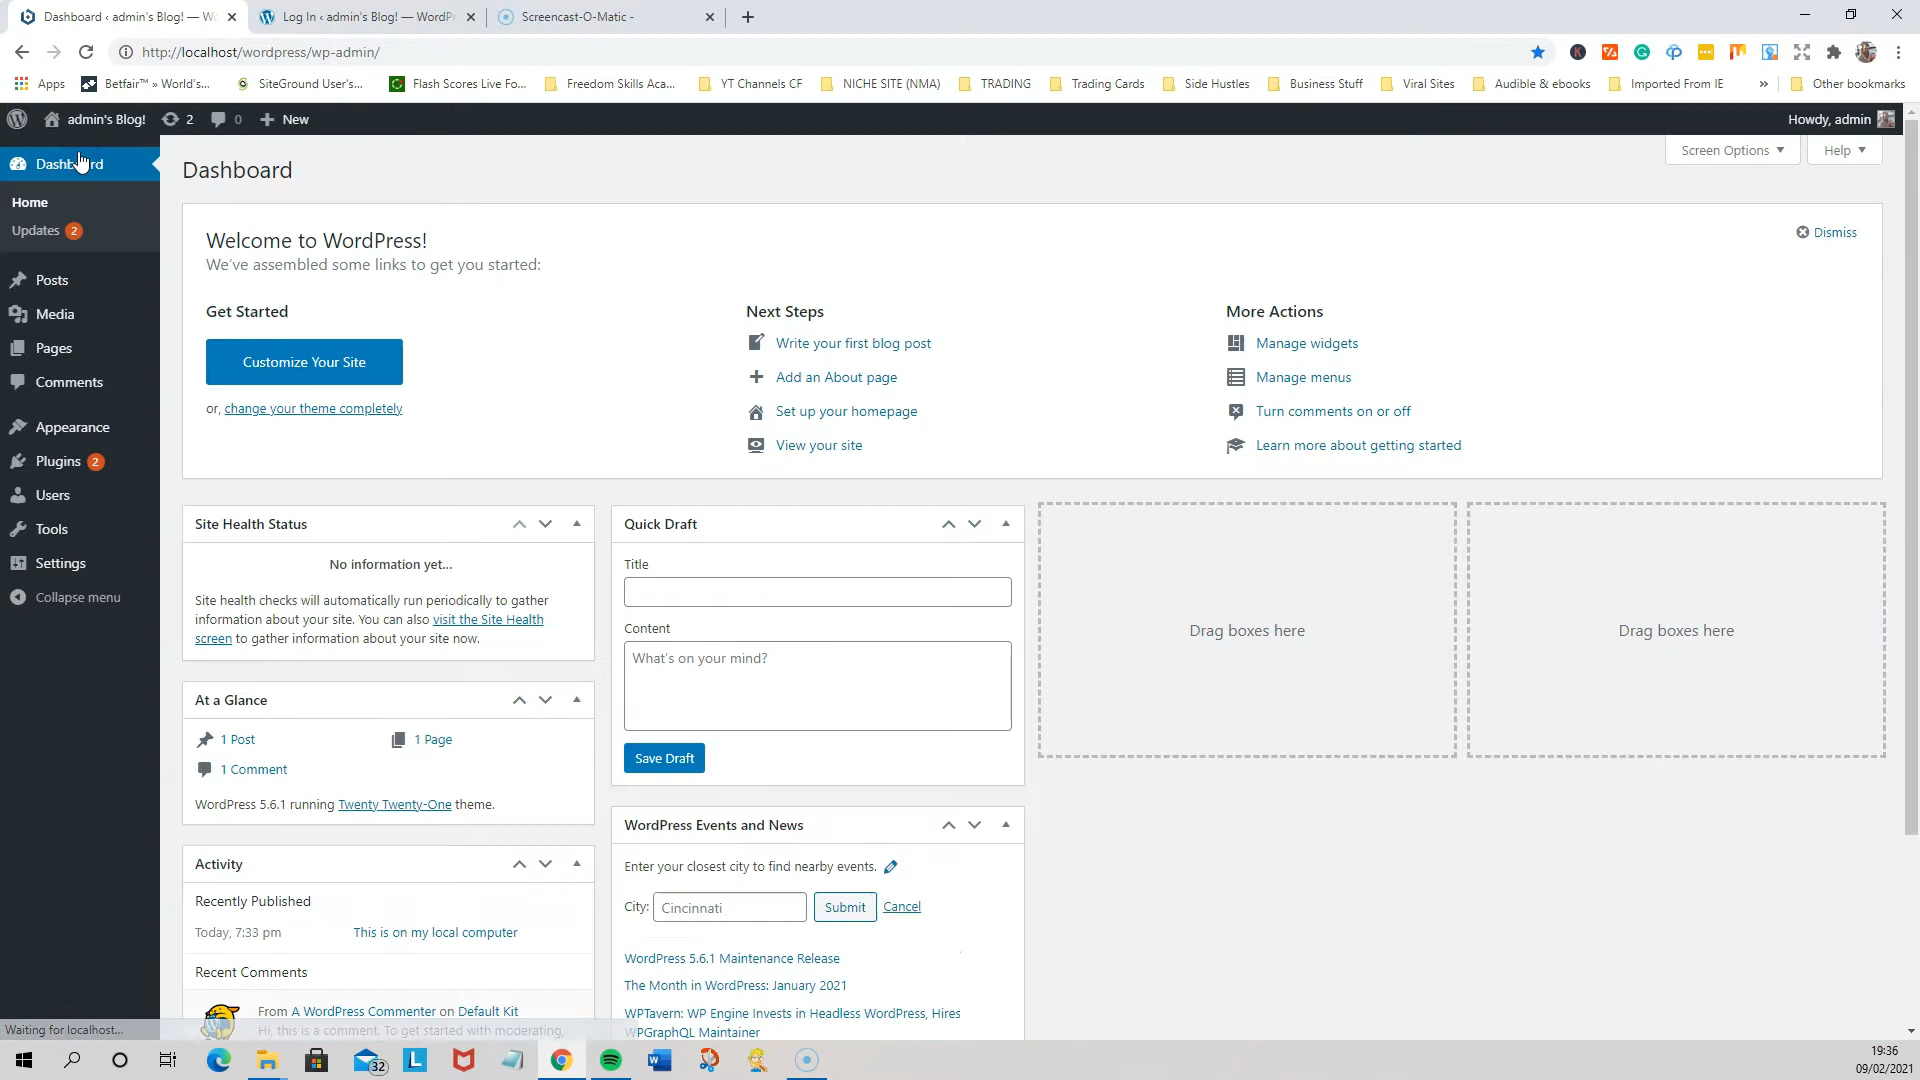 Dashboard ‹ admin's Blog! — Wo
Log In ‹ admin's Blog! — WordPr
Screencast-O-Matic -
http://localhost/wordpress/wp-admin/
Apps
Betfair™ » World's...
SiteGround User's...
Flash Scores Live Fo...
Freedom Skills Aca...
YT Channels CF
NICHE SITE (NMA)
TRADING
Trading Cards
Side Hustles
Business Stuff
Viral Sites
Audible & ebooks
Imported From IE
»
Other bookmarks
admin's Blog!
2
0
New
Howdy, admin
Dashboard
Home
Updates 2
Posts
Media
Pages
Comments
Appearance
Plugins 2
Users
Tools
Settings
Collapse menu
Dashboard
Screen Options
Help
Welcome to WordPress!
We've assembled some links to get you started:
Dismiss
Get Started
Customize Your Site
or, change your theme completely
Next Steps
Write your first blog post
Add an About page
Set up your homepage
View your site
More Actions
Manage widgets
Manage menus
Turn comments on or off
Learn more about getting started
Site Health Status
No information yet...
Site health checks will automatically run periodically to gather
information about your site. You can also visit the Site Health
screen to gather information about your site now.
At a Glance
1 Post
1 Page
1 Comment
WordPress 5.6.1 running Twenty Twenty-One theme.
Activity
Recently Published
Today, 7:33 pm
This is on my local computer
Recent Comments
From A WordPress Commenter on Default Kit
Hi, this is a comment. To get started with moderating,
Quick Draft
Title
Content
What's on your mind?
Save Draft
WordPress Events and News
Enter your closest city to find nearby events.
City:
Cincinnati
Submit
Cancel
WordPress 5.6.1 Maintenance Release
The Month in WordPress: January 2021
WPTavern: WP Engine Invests in Headless WordPress, Hires
WPGraphQL Maintainer
Drag boxes here
Drag boxes here
Waiting for localhost...
32
19:36
09/02/2021